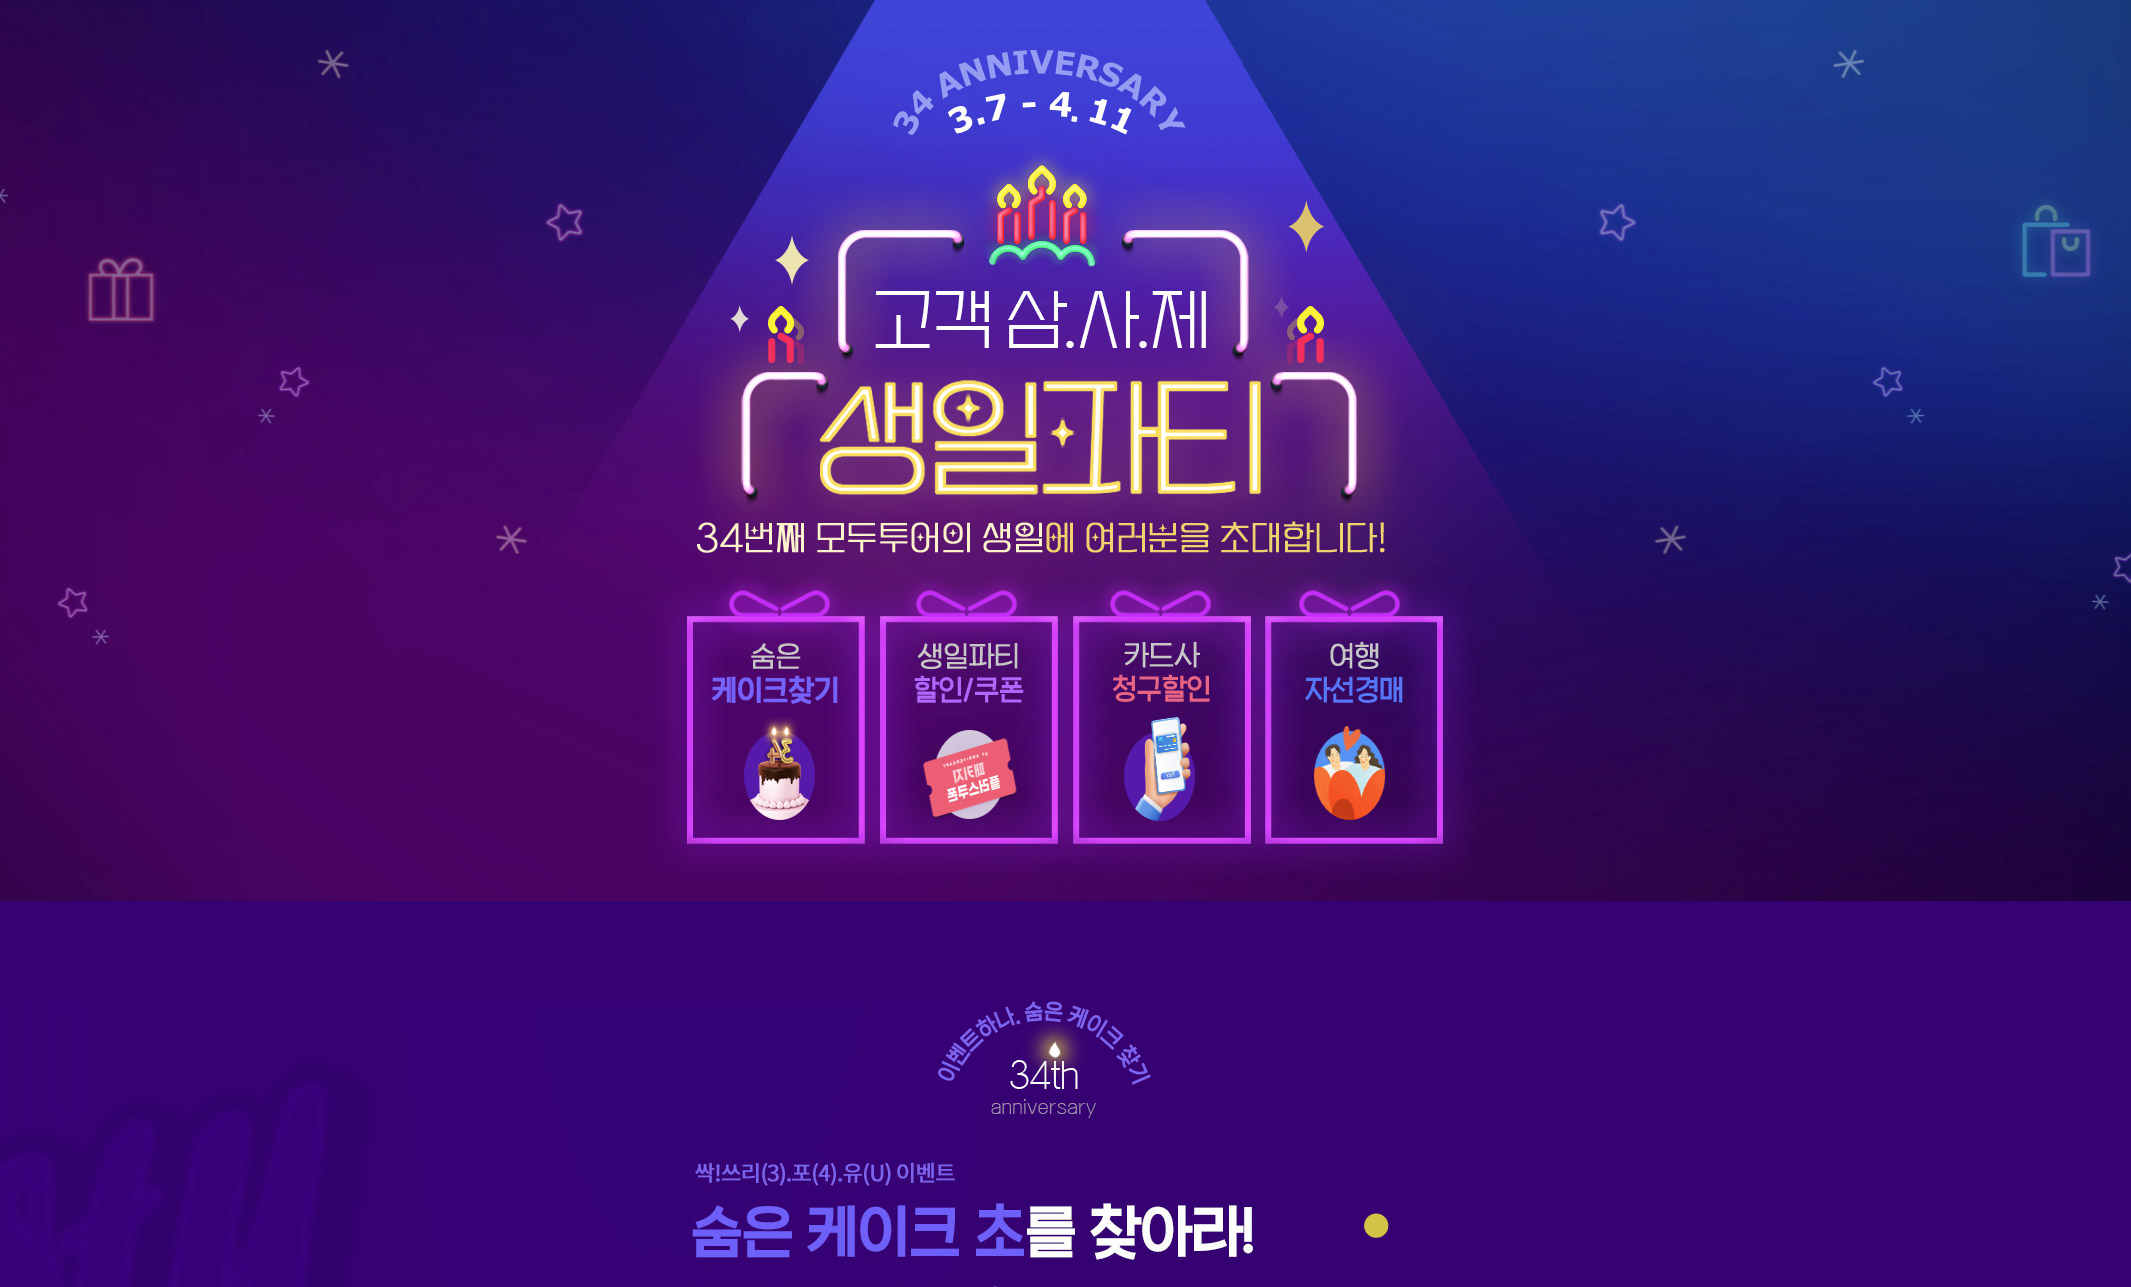 34 ANNIVERSARY
3.7 - 4. 11
고객 삼.사.제
생일파티
34번째 모두투어의 생일에 여러분을 초대합니다!
숨은
케이크찾기
생일파티
할인/쿠폰
카드사
청구할인
여행
자선경매
이벤트하나. 숨은 케이크 찾기
34th
anniversary
싹!쓰리(3).포(4).유(U) 이벤트
숨은 케이크 초를 찾아라!